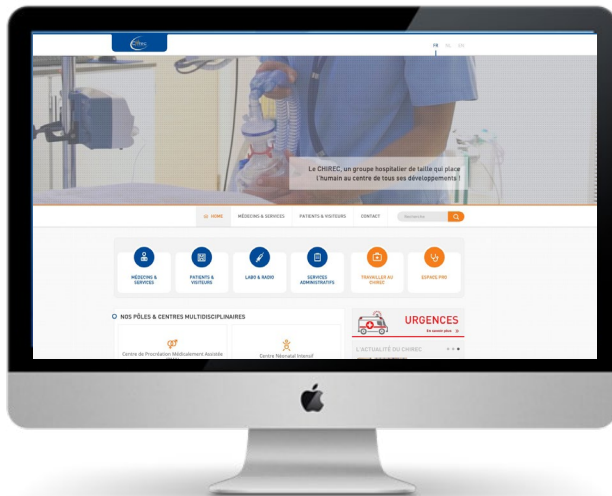 Chirec
FR NL EN
Le CHIREC, un groupe hospitalier de taille qui place
l'humain au centre de tous ses développements !
HOME MÉDECINS & SERVICES PATIENTS & VISITEURS CONTACT Recherche
MÉDECINS &
SERVICES
PATIENTS &
VISITEURS
LABO & RADIO
SERVICES
ADMINISTRATIFS
TRAVAILLER AU
CHIREC
ESPACE PRO
NOS PÔLES & CENTRES MULTIDISCIPLINAIRES
URGENCES
En savoir plus »
Centre de Procréation Médicalement Assistée
Centre Néonatal Intensif
L'ACTUALITÉ DU CHIREC